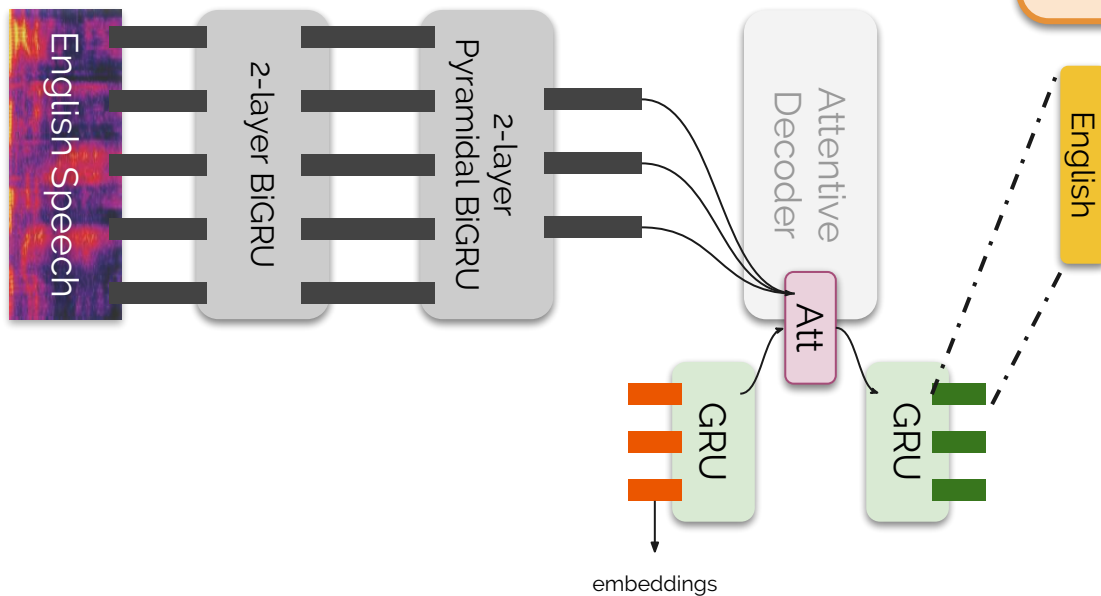 English Speech
2-layer BiGRU
2-layer
Pyramidal BiGRU
Attentive
Decoder
Att
GRU
GRU
English
embeddings